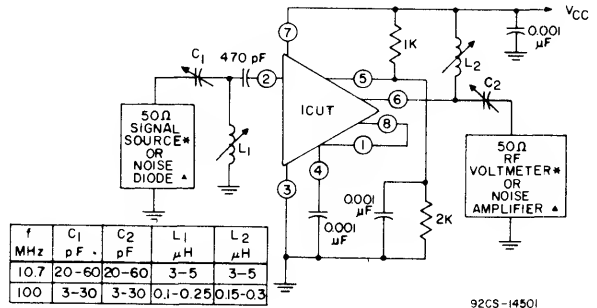 VCC
0.001
μF
1K
L2
C1
470 pF
7
2
5
6
8
1
4
3
ICUT
C2
50Ω
SIGNAL
SOURCE*
OR
NOISE
DIODE ▲
L1
50Ω
RF
VOLTMETER*
OR
NOISE
AMPLIFIER ▲
0.001
μF
0.001
μF
2K
f MHz C1 pF C2 pF L1 μH L2 μH
10.7 20-60 20-60 3-5 3-5
100 3-30 3-30 0.1-0.25 0.15-0.3
92CS-14501